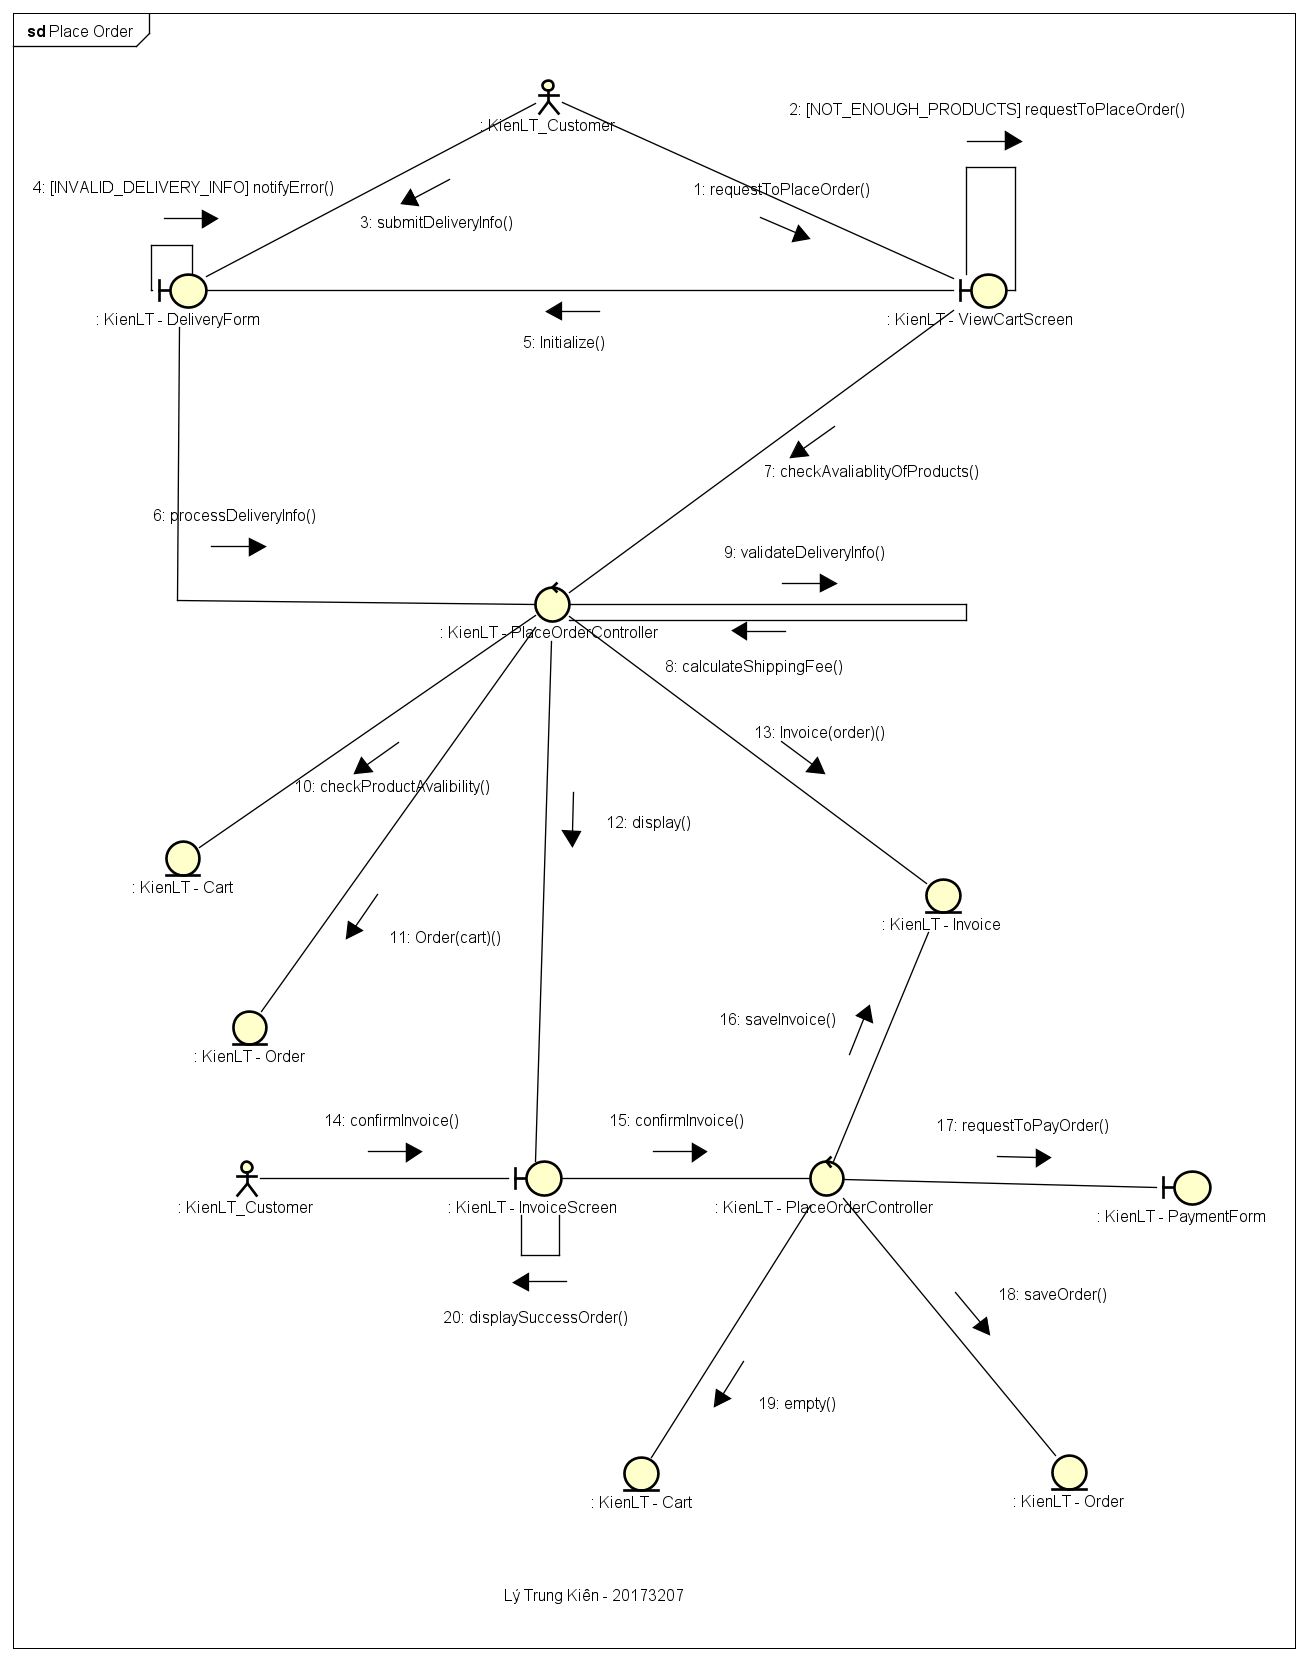 sd Place Order
2: [NOT_ENOUGH_PRODUCTS] requestToPlaceOrder()
: KienLT_Customer
4: [INVALID_DELIVERY_INFO] notifyError()
1: requestToPlaceOrder()
3: submitDeliveryInfo()
: KienLT - DeliveryForm
: KienLT - ViewCartScreen
5: Initialize()
7: checkAvaliablityOfProducts()
6: processDeliveryInfo()
9: validateDeliveryInfo()
: KienLT - PlaceOrderController
8: calculateShippingFee()
13: Invoice(order)()
10: checkProductAvalibility()
12: display()
: KienLT - Cart
: KienLT - Invoice
11: Order(cart)()
16: saveInvoice()
: KienLT - Order
14: confirmInvoice()
15: confirmInvoice()
17: requestToPayOrder()
: KienLT_Customer
: KienLT - InvoiceScreen
: KienLT - PlaceOrderController
: KienLT - PaymentForm
18: saveOrder()
20: displaySuccessOrder()
19: empty()
: KienLT - Cart
: KienLT - Order
Lý Trung Kiên - 20173207